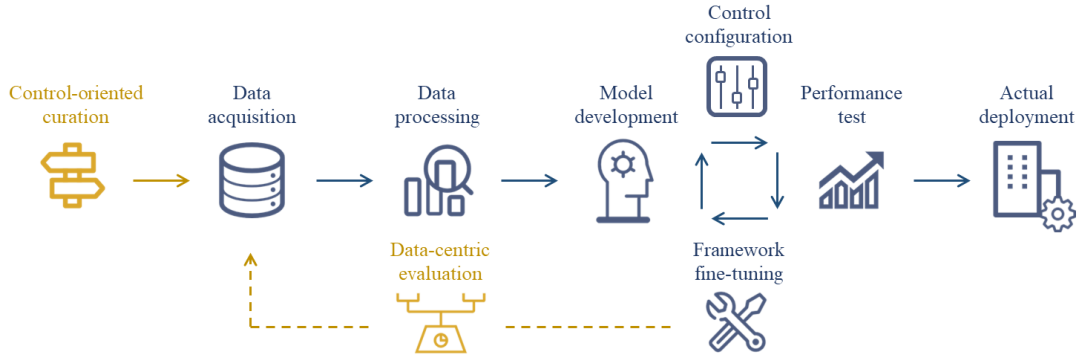 Control-oriented
curation
Data
acquisition
Data
processing
Model
development
Control
configuration
Performance
test
Actual
deployment
Data-centric
evaluation
Framework
fine-tuning